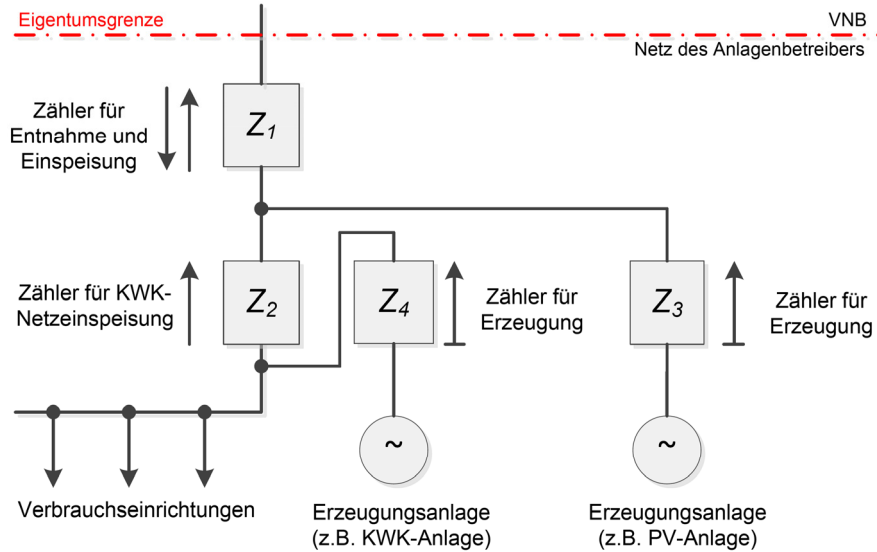 Eigentumsgrenze
VNB
Netz des Anlagenbetreibers
Zähler für
Entnahme und
Einspeisung
Z1
Zähler für KWK-
Netzeinspeisung
Z2
Z4
Zähler für
Erzeugung
Z3
Zähler für
Erzeugung
~
~
Verbrauchseinrichtungen
Erzeugungsanlage
(z.B. KWK-Anlage)
Erzeugungsanlage
(z.B. PV-Anlage)